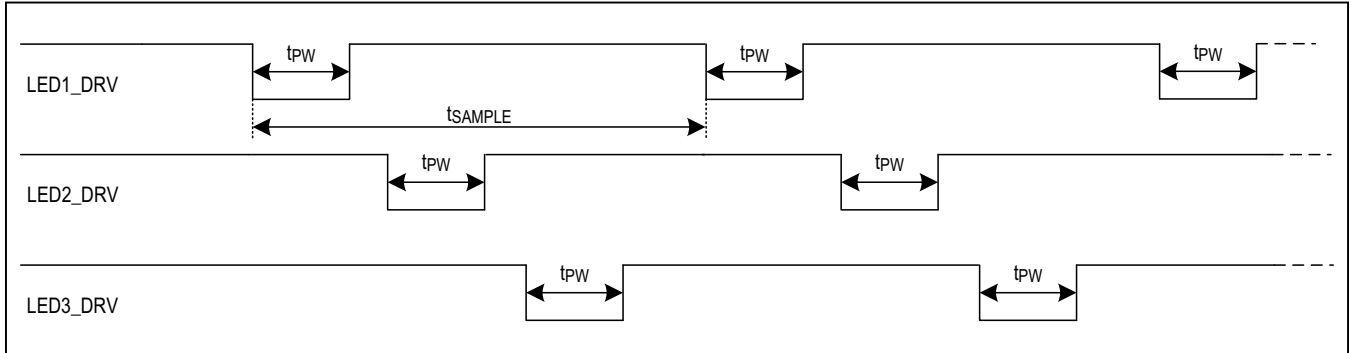 tPW tPW tPW
LED1_DRV
tSAMPLE
tPW tPW
LED2_DRV
tPW tPW
LED3_DRV